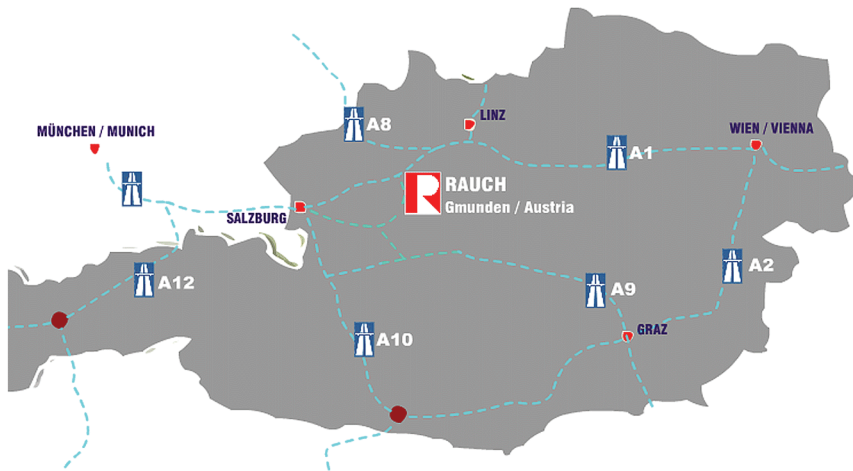 LINZ
A8
MÜNCHEN / MUNICH
WIEN / VIENNA
A1
R RAUCH
Gmunden / Austria
SALZBURG
A2
A12
A9
GRAZ
A10